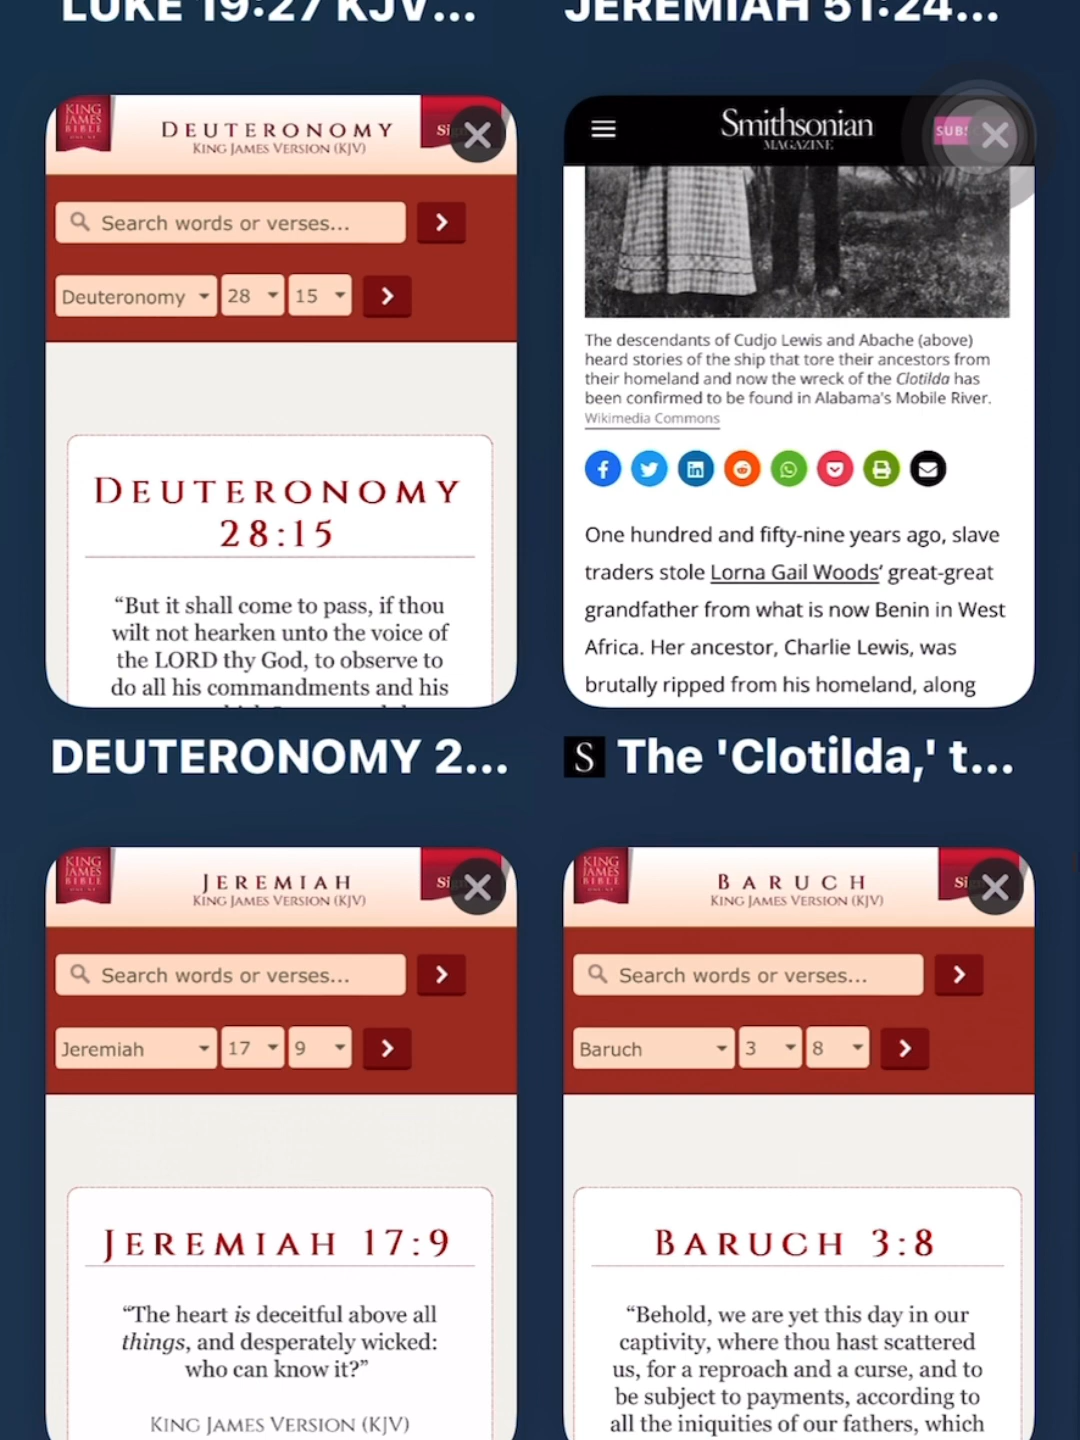 LUKE 19:27 KJV...
JEREMIAH 51:24...
KING
JAMES
BIBLE
DEUTERONOMY
KING JAMES VERSION (KJV)
Search words or verses...
Deuteronomy 28 15
DEUTERONOMY
28:15
“But it shall come to pass, if thou
wilt not hearken unto the voice of
the LORD thy God, to observe to
do all his commandments and his
DEUTERONOMY 2...
Smithsonian
MAGAZINE
The descendants of Cudjo Lewis and Abache (above)
heard stories of the ship that tore their ancestors from
their homeland and now the wreck of the Clotilda has
been confirmed to be found in Alabama's Mobile River.
Wikimedia Commons
One hundred and fifty-nine years ago, slave
traders stole Lorna Gail Woods’ great-great
grandfather from what is now Benin in West
Africa. Her ancestor, Charlie Lewis, was
brutally ripped from his homeland, along
S The 'Clotilda,' t...
KING
JAMES
BIBLE
JEREMIAH
KING JAMES VERSION (KJV)
Search words or verses...
Jeremiah 17 9
JEREMIAH 17:9
“The heart is deceitful above all
things, and desperately wicked:
who can know it?”
KING JAMES VERSION (KJV)
KING
JAMES
BIBLE
BARUCH
KING JAMES VERSION (KJV)
Search words or verses...
Baruch 3 8
BARUCH 3:8
“Behold, we are yet this day in our
captivity, where thou hast scattered
us, for a reproach and a curse, and to
be subject to payments, according to
all the iniquities of our fathers, which